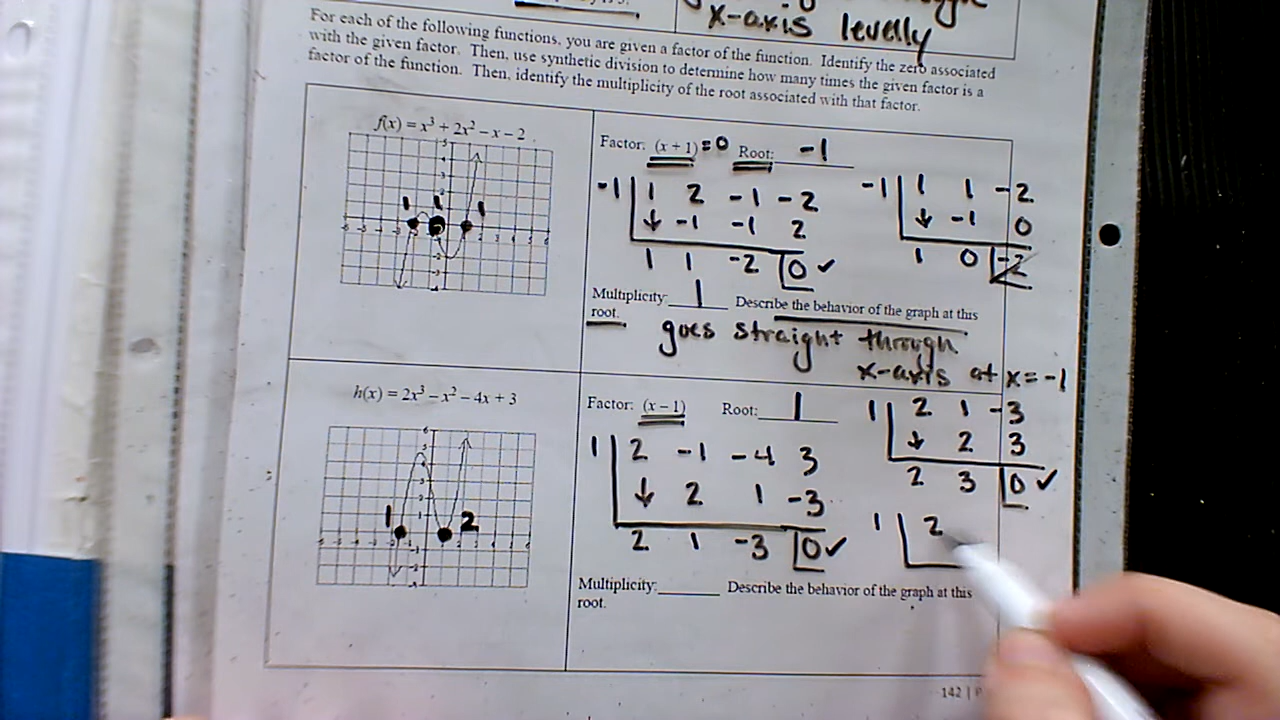 x-axis levelly
For each of the following functions, you are given a factor of the function. Identify the zero associated
with the given factor. Then, use synthetic division to determine how many times the given factor is a
factor of the function. Then, identify the multiplicity of the root associated with that factor.
f(x) = x³ + 2x² − x − 2
1 1 1
Factor: (x + 1) = 0 Root: -1
-1 | 1 2 -1 -2
↓ -1 -1 2
1 1 -2 |0 ✓
-1 | 1 1 -2
↓ -1 0
1 0 |-2
Multiplicity: 1 Describe the behavior of the graph at this
root. goes straight through
x-axis at x = -1
h(x) = 2x³ − x² − 4x + 3
1 2
Factor: (x − 1) Root: 1
1 | 2 -1 -4 3
↓ 2 1 -3
2 1 -3 |0 ✓
1 | 2 1 -3
↓ 2 3
2 3 |0 ✓
1 | 2
Multiplicity: ______ Describe the behavior of the graph at this
root.
142 |